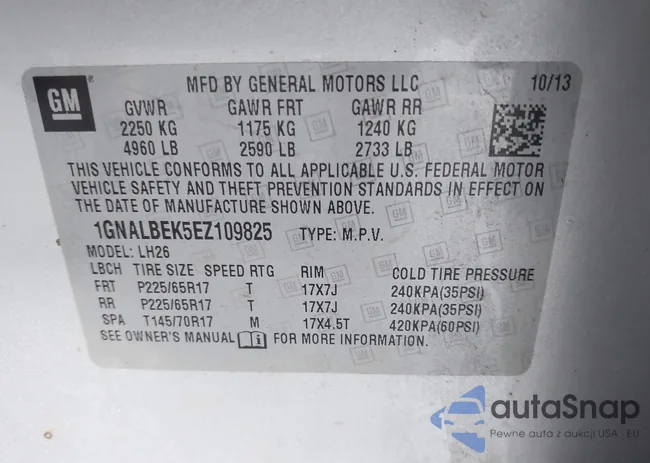 GM
MFD BY GENERAL MOTORS LLC 10/13
GVWR GAWR FRT GAWR RR
2250 KG 1175 KG 1240 KG
4960 LB 2590 LB 2733 LB
THIS VEHICLE CONFORMS TO ALL APPLICABLE U.S. FEDERAL MOTOR
VEHICLE SAFETY AND THEFT PREVENTION STANDARDS IN EFFECT ON
THE DATE OF MANUFACTURE SHOWN ABOVE.
1GNALBEK5EZ109825 TYPE: M.P.V.
MODEL: LH26
LBCH TIRE SIZE SPEED RTG RIM COLD TIRE PRESSURE
FRT P225/65R17 T 17X7J 240KPA(35PSI)
RR P225/65R17 T 17X7J 240KPA(35PSI)
SPA T145/70R17 M 17X4.5T 420KPA(60PSI)
SEE OWNER'S MANUAL FOR MORE INFORMATION.
autaSnap
Pewne auta z aukcji USA - EU